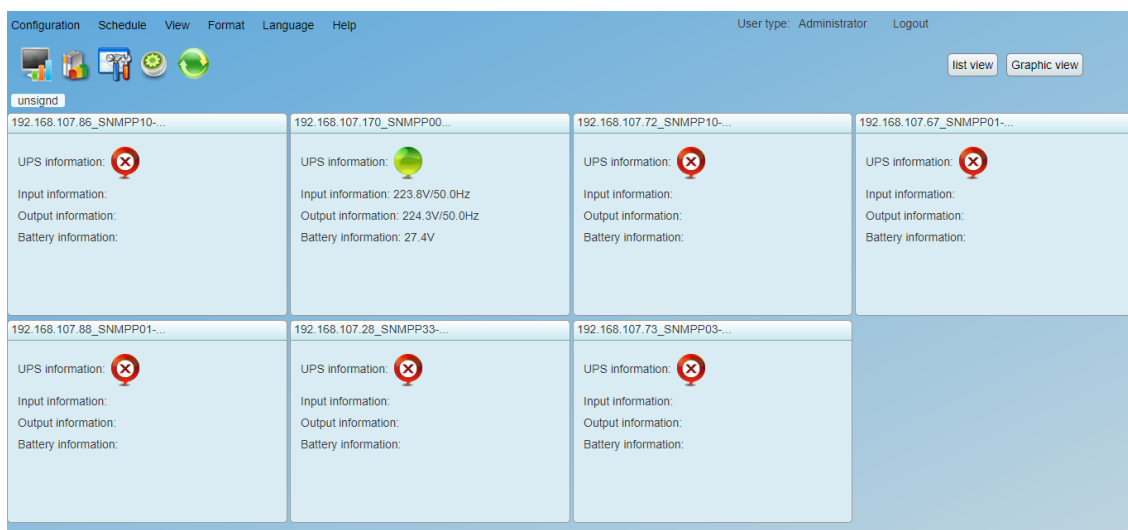 Configuration Schedule View Format Language Help User type: Administrator Logout
list view Graphic view
unsignd
192.168.107.86_SNMPP10-...
UPS information:
Input information:
Output information:
Battery information:
192.168.107.170_SNMPP00...
UPS information:
Input information: 223.8V/50.0Hz
Output information: 224.3V/50.0Hz
Battery information: 27.4V
192.168.107.72_SNMPP10-...
UPS information:
Input information:
Output information:
Battery information:
192.168.107.67_SNMPP01-...
UPS information:
Input information:
Output information:
Battery information:
192.168.107.88_SNMPP01-...
UPS information:
Input information:
Output information:
Battery information:
192.168.107.28_SNMPP33-...
UPS information:
Input information:
Output information:
Battery information:
192.168.107.73_SNMPP03-...
UPS information:
Input information:
Output information:
Battery information: